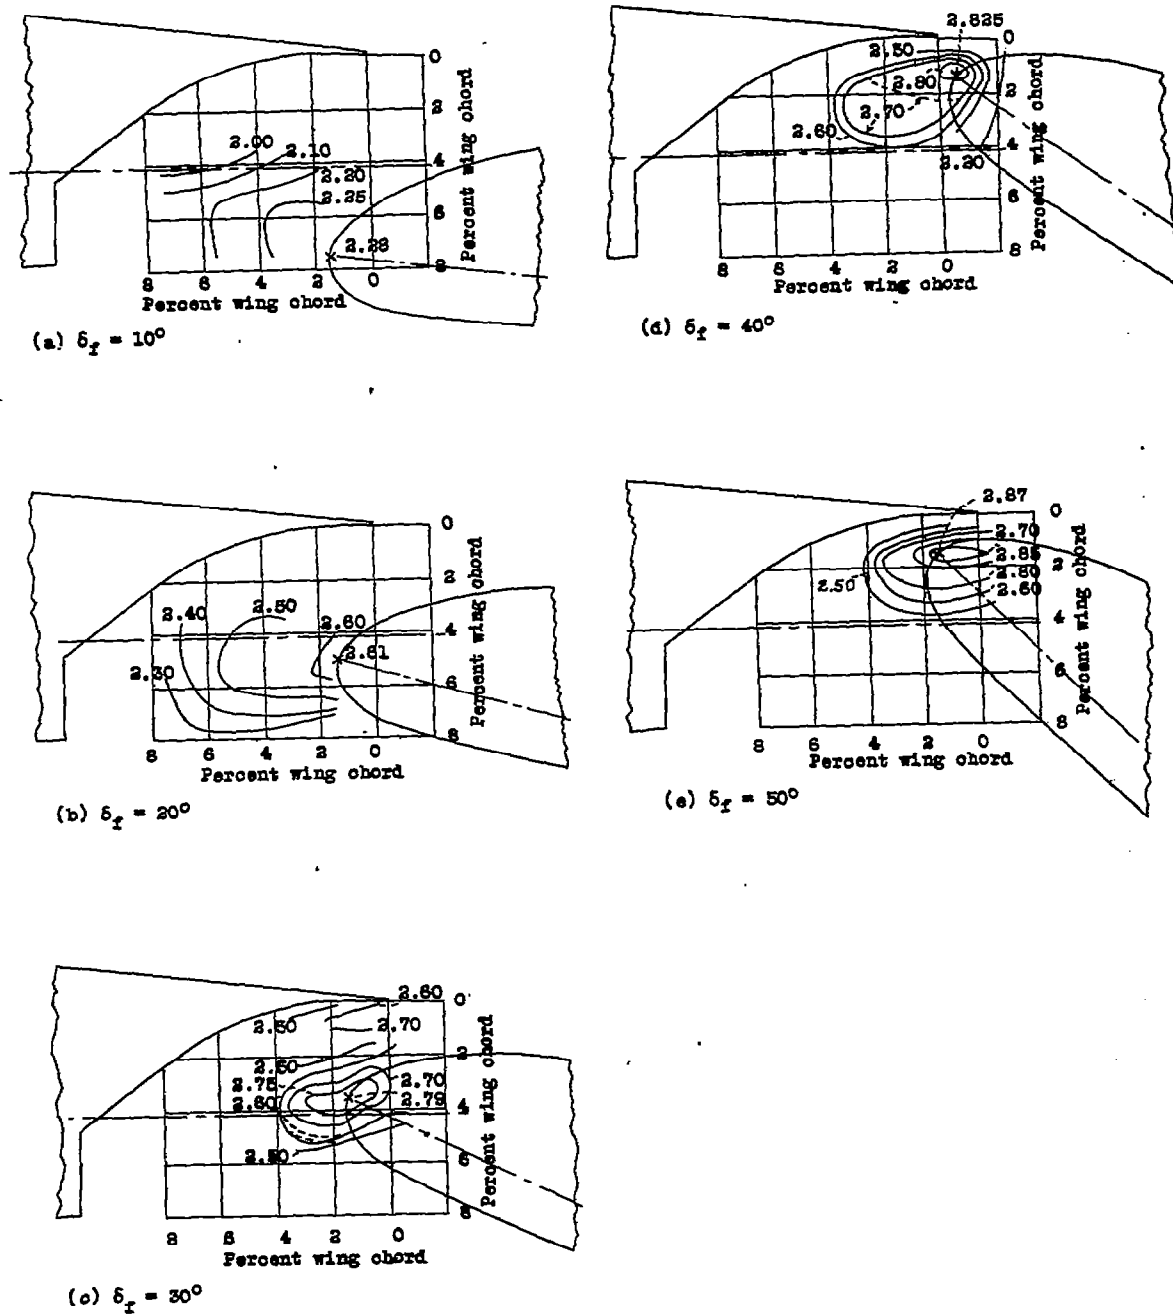 2.00
2.10
2.20
2.25
2.28
0
2
4
6
8
Percent wing chord
8 6 4 2 0
Percent wing chord
(a) δf = 10°
2.825
2.50
2.80
2.70
2.60
2.20
0
2
4
6
8
Percent wing chord
8 6 4 2 0
Percent wing chord
(d) δf = 40°
2.40
2.50
2.60
2.61
2.30
0
2
4
6
8
Percent wing chord
8 6 4 2 0
Percent wing chord
(b) δf = 20°
2.87
2.70
2.85
2.80
2.60
2.50
0
2
4
6
8
Percent wing chord
8 6 4 2 0
Percent wing chord
(e) δf = 50°
2.60
2.50
2.70
2.50
2.75
2.70
2.60
2.79
2.50
0
2
4
6
8
Percent wing chord
8 6 4 2 0
Percent wing chord
(c) δf = 30°